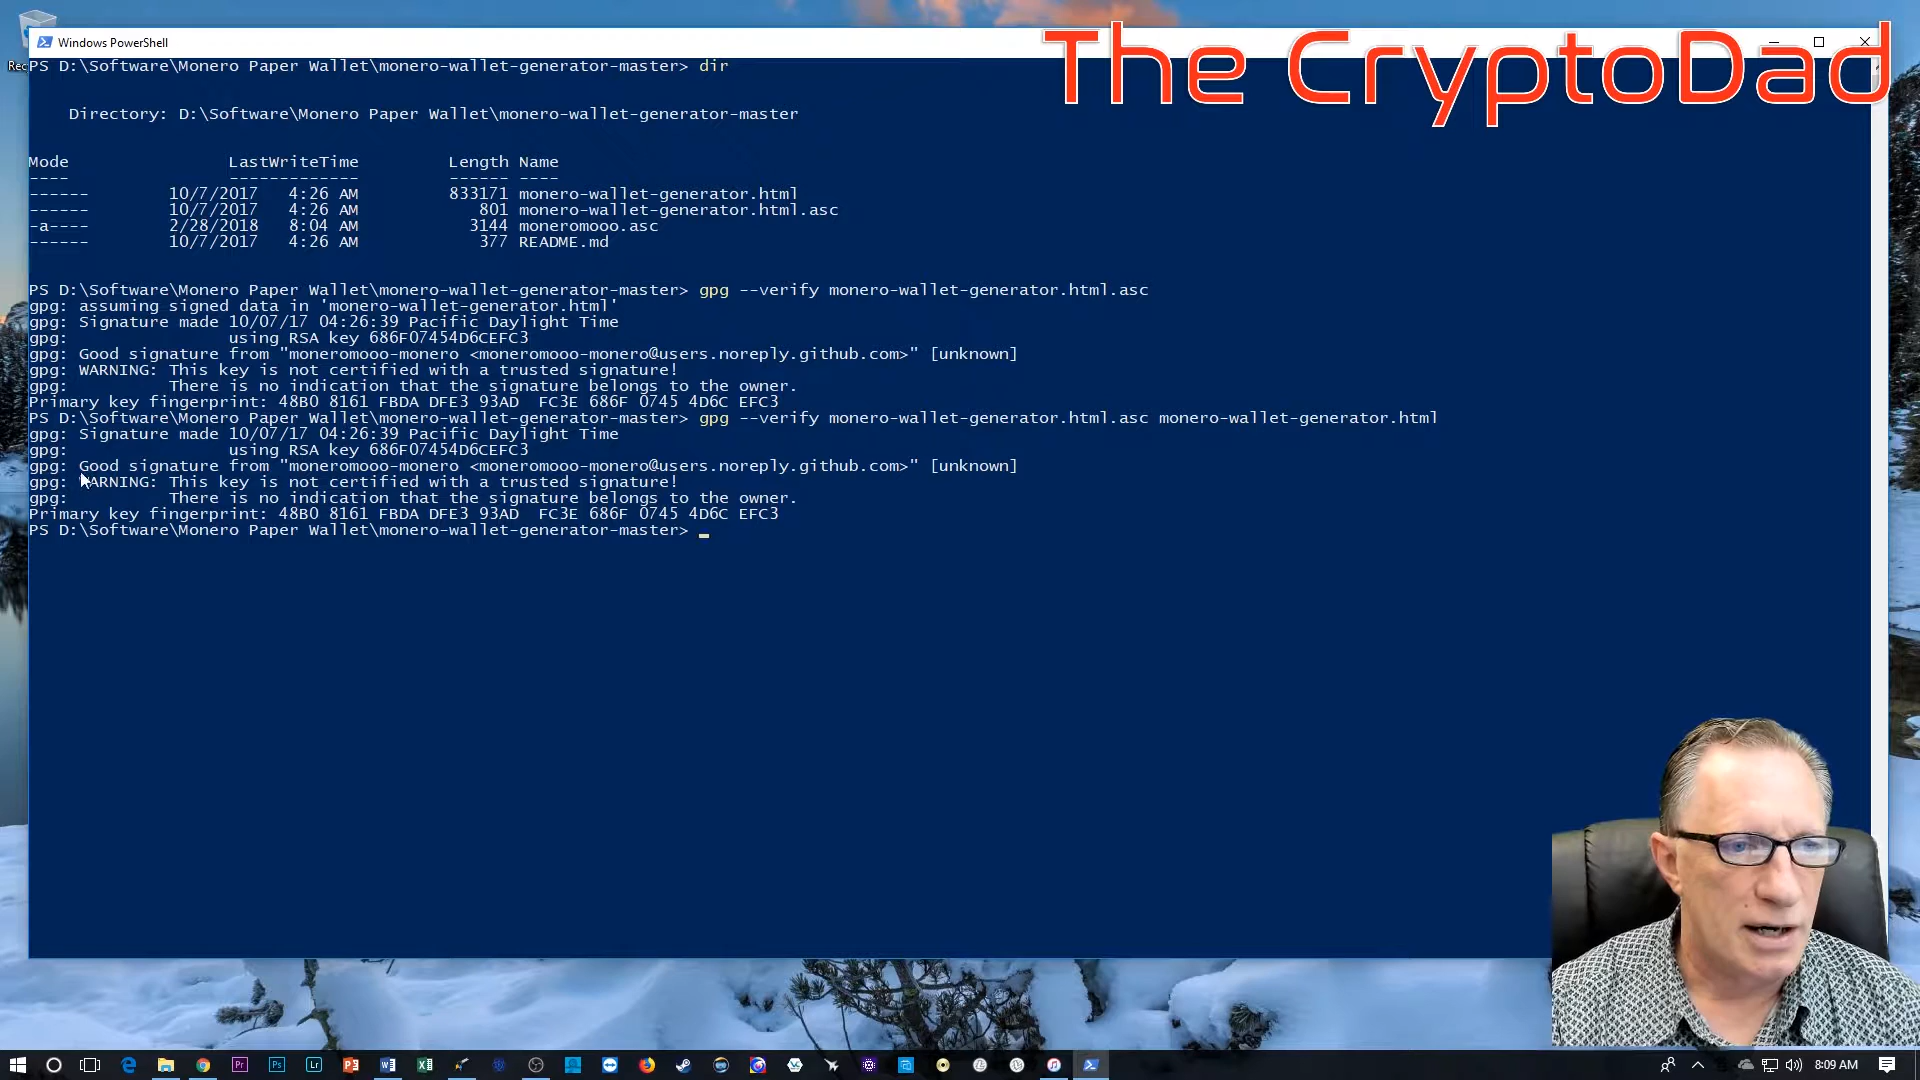 The CryptoDad
Rec
Windows PowerShell
PS D:\Software\Monero Paper Wallet\monero-wallet-generator-master> dir
Directory: D:\Software\Monero Paper Wallet\monero-wallet-generator-master
Mode LastWriteTime Length Name
---- ------------- ------ ----
------ 10/7/2017 4:26 AM 833171 monero-wallet-generator.html
------ 10/7/2017 4:26 AM 801 monero-wallet-generator.html.asc
-a---- 2/28/2018 8:04 AM 3144 moneromooo.asc
------ 10/7/2017 4:26 AM 377 README.md
PS D:\Software\Monero Paper Wallet\monero-wallet-generator-master> gpg --verify monero-wallet-generator.html.asc
gpg: assuming signed data in 'monero-wallet-generator.html'
gpg: Signature made 10/07/17 04:26:39 Pacific Daylight Time
gpg: using RSA key 686F07454D6CEFC3
gpg: Good signature from "moneromooo-monero <moneromooo-monero@users.noreply.github.com>" [unknown]
gpg: WARNING: This key is not certified with a trusted signature!
gpg: There is no indication that the signature belongs to the owner.
Primary key fingerprint: 48B0 8161 FBDA DFE3 93AD FC3E 686F 0745 4D6C EFC3
PS D:\Software\Monero Paper Wallet\monero-wallet-generator-master> gpg --verify monero-wallet-generator.html.asc monero-wallet-generator.html
gpg: Signature made 10/07/17 04:26:39 Pacific Daylight Time
gpg: using RSA key 686F07454D6CEFC3
gpg: Good signature from "moneromooo-monero <moneromooo-monero@users.noreply.github.com>" [unknown]
gpg: WARNING: This key is not certified with a trusted signature!
gpg: There is no indication that the signature belongs to the owner.
Primary key fingerprint: 48B0 8161 FBDA DFE3 93AD FC3E 686F 0745 4D6C EFC3
PS D:\Software\Monero Paper Wallet\monero-wallet-generator-master>
Pr Ps Lr
8:09 AM